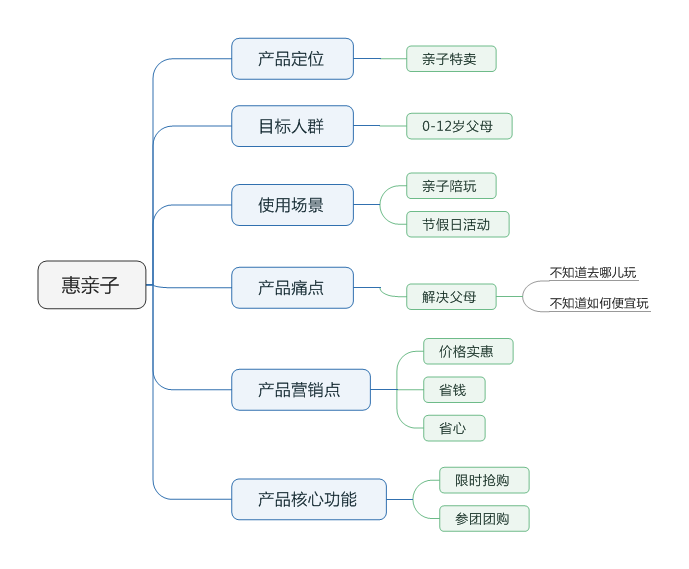 惠亲子
产品定位
亲子特卖
目标人群
0-12岁父母
使用场景
亲子陪玩
节假日活动
产品痛点
解决父母
不知道去哪儿玩
不知道如何便宜玩
产品营销点
价格实惠
省钱
省心
产品核心功能
限时抢购
参团团购